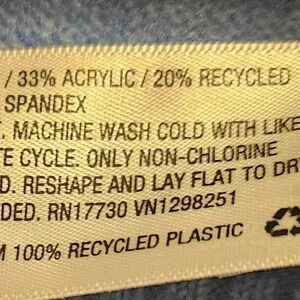 / 33% ACRYLIC / 20% RECYCLED
SPANDEX
. MACHINE WASH COLD WITH LIKE
TE CYCLE. ONLY NON-CHLORINE
D. RESHAPE AND LAY FLAT TO DR
DED. RN17730 VN1298251
M 100% RECYCLED PLASTIC